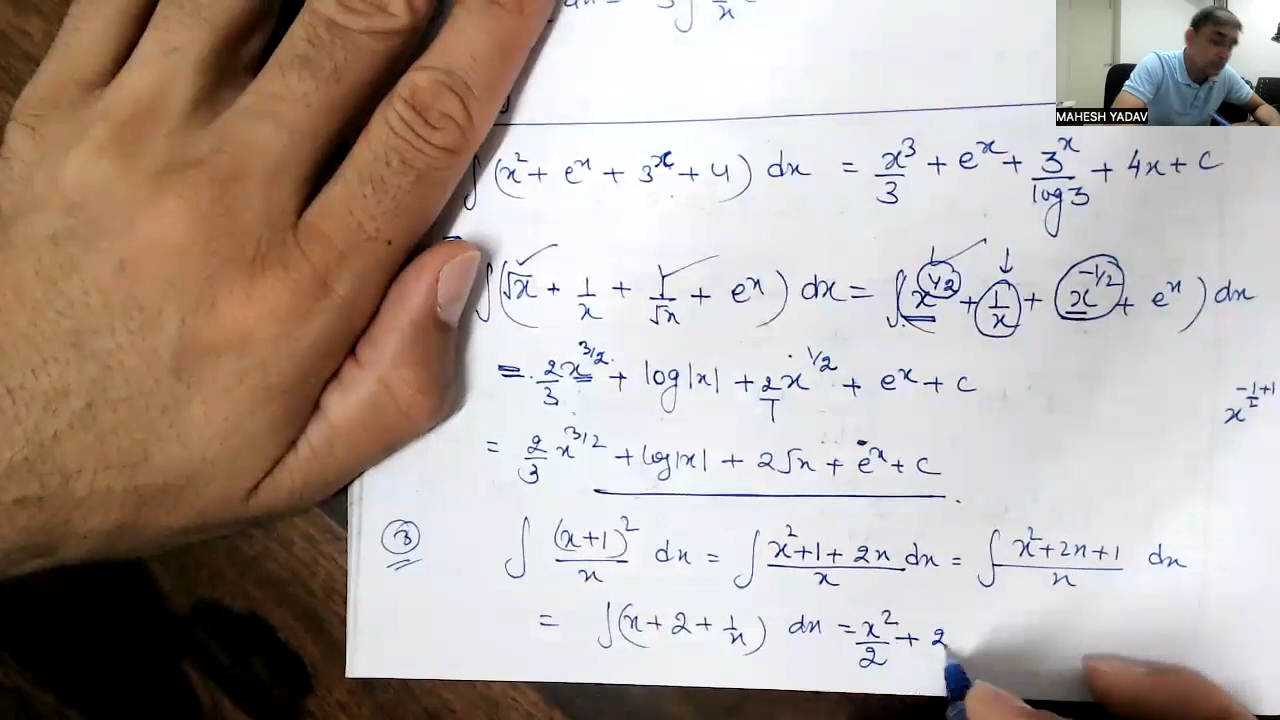 MAHESH YADAV
∫(x² + eˣ + 3ˣ + 4) dx = x³/3 + eˣ + 3ˣ/log3 + 4x + c
∫(√x + 1/x + 1/√x + eˣ) dx = ∫(x^1/2 + 1/x + x^-1/2 + eˣ) dx
= 2/3 x^3/2 + log|x| + 2/1 x^1/2 + eˣ + c
x^-1/2+1
= 2/3 x^3/2 + log|x| + 2√x + eˣ + c
③ ∫ (x+1)²/x dx = ∫ x²+1+2x/x dx = ∫ x²+2x+1/x dx
= ∫(x + 2 + 1/x) dx = x²/2 + 2